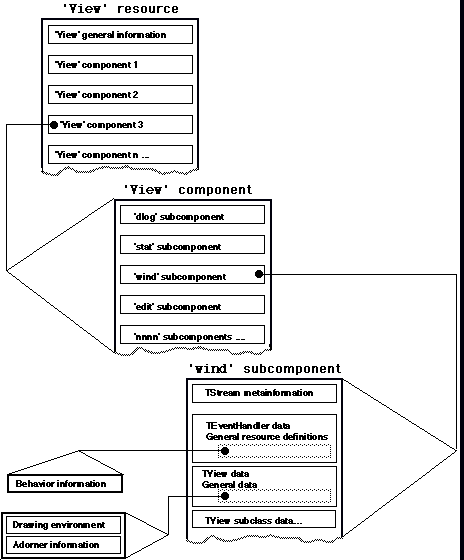 'View' resource
'View' general information
'View' component 1
'View' component 2
'View' component 3
'View' component n ...
'View' component
'dlog' subcomponent
'stat' subcomponent
'wind' subcomponent
'edit' subcomponent
'nnnn' subcomponents ...
'wind' subcomponent
TStream metainformation
TEventHandler data
General resource definitions
Behavior information
TView data
General data
Drawing environment
Adorner information
TView subclass data...